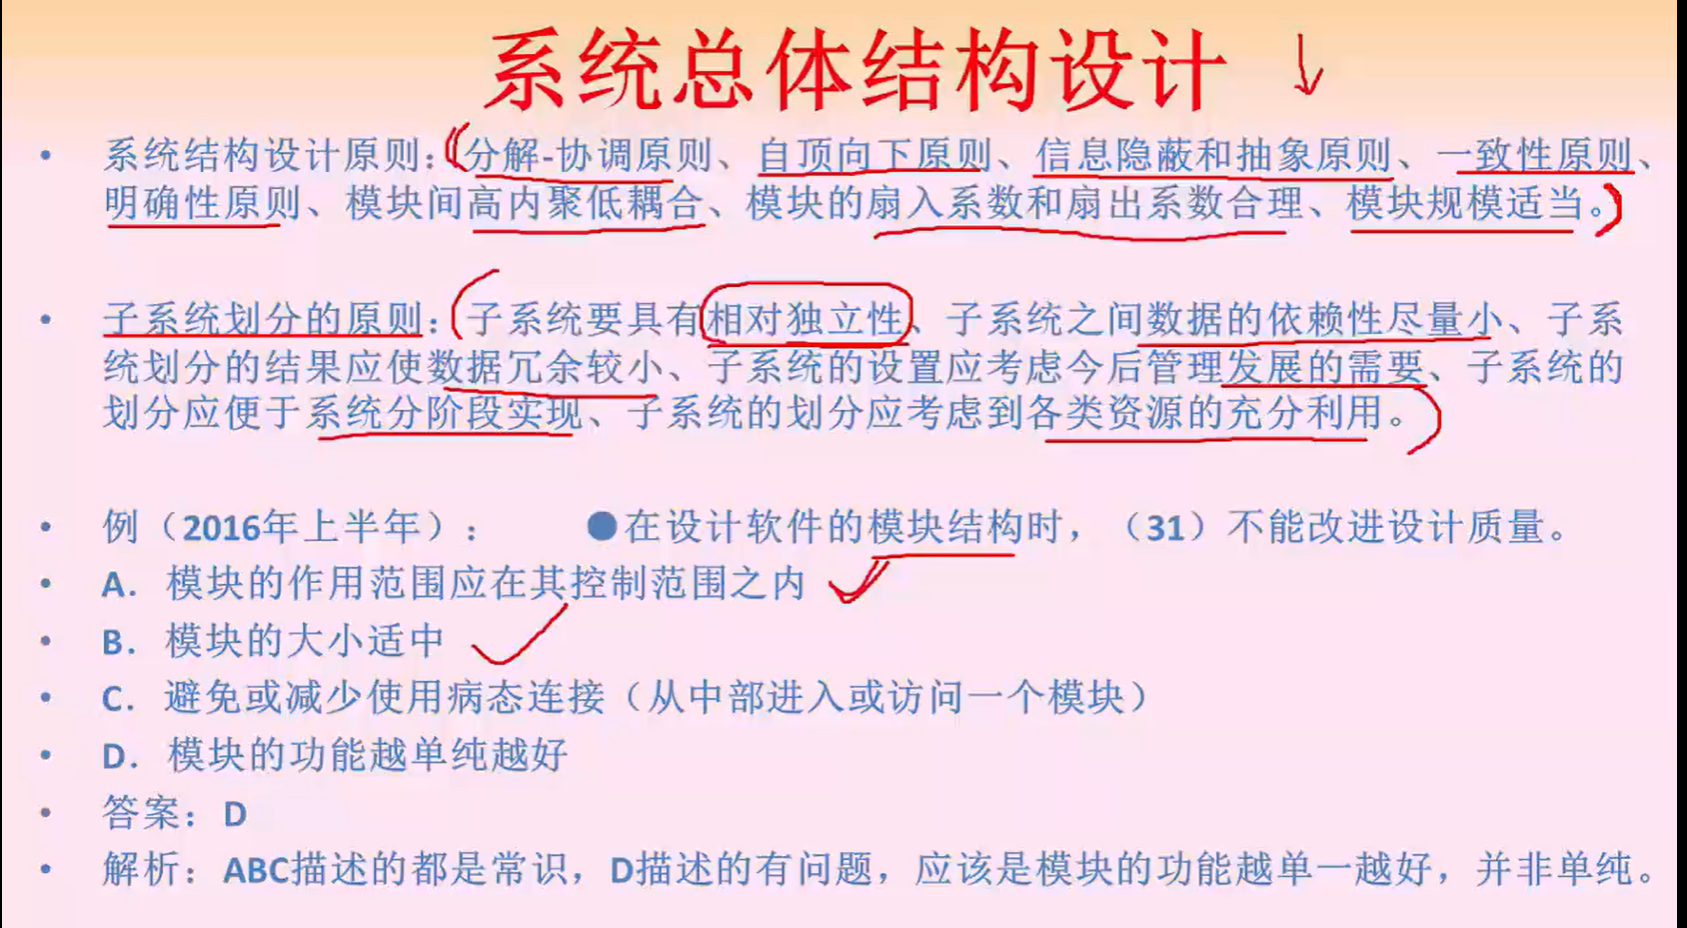 系统总体结构设计
• 系统结构设计原则：(分解-协调原则、自顶向下原则、信息隐蔽和抽象原则、一致性原则、
明确性原则、模块间高内聚低耦合、模块的扇入系数和扇出系数合理、模块规模适当。)
• 子系统划分的原则：(子系统要具有相对独立性、子系统之间数据的依赖性尽量小、子系
统划分的结果应使数据冗余较小、子系统的设置应考虑今后管理发展的需要、子系统的
划分应便于系统分阶段实现、子系统的划分应考虑到各类资源的充分利用。)
• 例（2016年上半年）： ●在设计软件的模块结构时，（31）不能改进设计质量。
• A．模块的作用范围应在其控制范围之内
• B．模块的大小适中
• C．避免或减少使用病态连接（从中部进入或访问一个模块）
• D．模块的功能越单纯越好
• 答案：D
• 解析：ABC描述的都是常识，D描述的有问题，应该是模块的功能越单一越好，并非单纯。